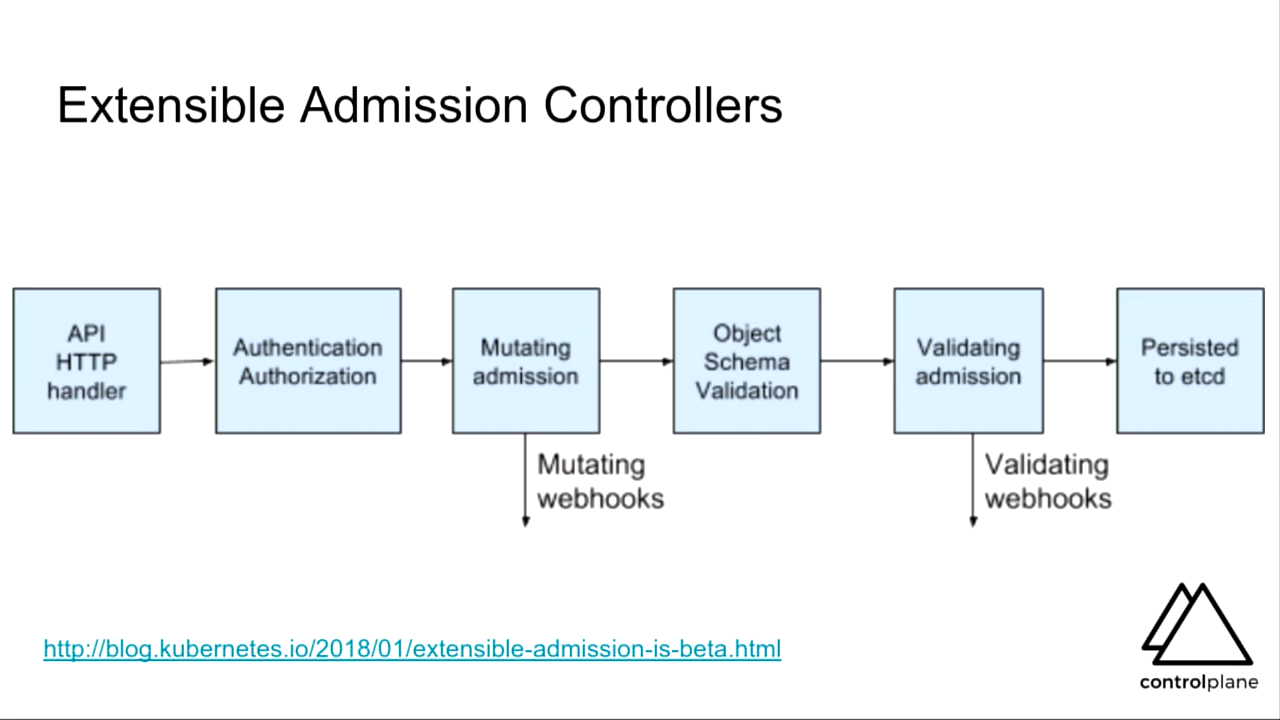 Extensible Admission Controllers
API
HTTP
handler
Authentication
Authorization
Mutating
admission
Object
Schema
Validation
Validating
admission
Persisted
to etcd
Mutating
webhooks
Validating
webhooks
http://blog.kubernetes.io/2018/01/extensible-admission-is-beta.html
controlplane